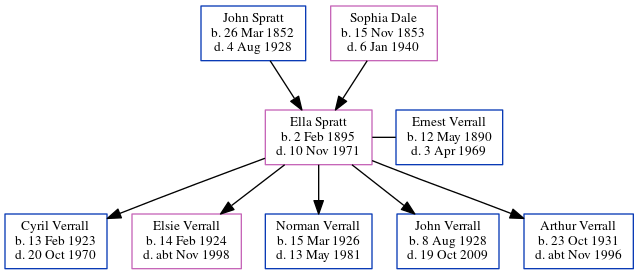 John Spratt
b. 26 Mar 1852
d. 4 Aug 1928
Sophia Dale
b. 15 Nov 1853
d. 6 Jan 1940
Ella Spratt
b. 2 Feb 1895
d. 10 Nov 1971
Ernest Verrall
b. 12 May 1890
d. 3 Apr 1969
Cyril Verrall
b. 13 Feb 1923
d. 20 Oct 1970
Elsie Verrall
b. 14 Feb 1924
d. abt Nov 1998
Norman Verrall
b. 15 Mar 1926
d. 13 May 1981
John Verrall
b. 8 Aug 1928
d. 19 Oct 2009
Arthur Verrall
b. 23 Oct 1931
d. abt Nov 1996